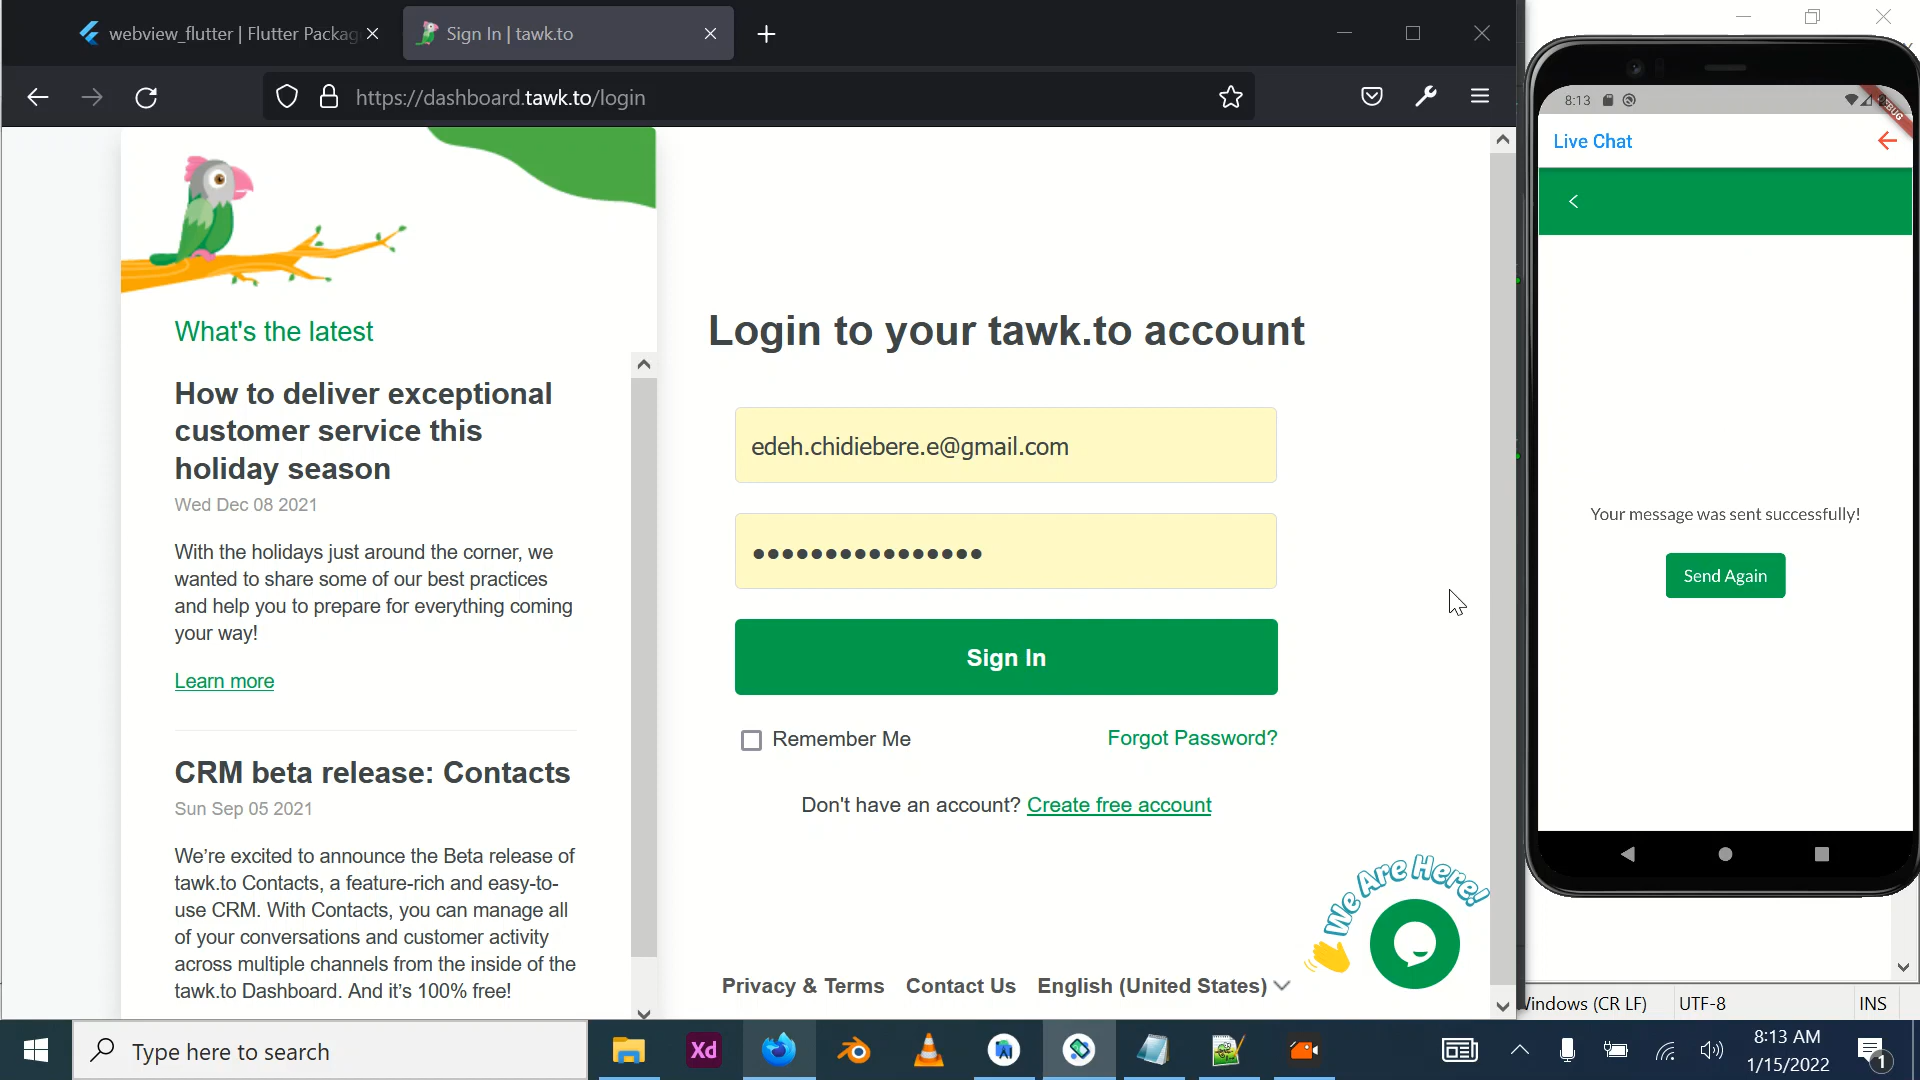 webview_flutter | Flutter Packag
Sign In | tawk.to
https://dashboard.tawk.to/login
What's the latest
How to deliver exceptional
customer service this
holiday season
Wed Dec 08 2021
With the holidays just around the corner, we
wanted to share some of our best practices
and help you to prepare for everything coming
your way!
Learn more
CRM beta release: Contacts
Sun Sep 05 2021
We’re excited to announce the Beta release of
tawk.to Contacts, a feature-rich and easy-to-
use CRM. With Contacts, you can manage all
of your conversations and customer activity
across multiple channels from the inside of the
tawk.to Dashboard. And it’s 100% free!
Login to your tawk.to account
edeh.chidiebere.e@gmail.com
Sign In
Remember Me
Forgot Password?
Don't have an account? Create free account
We Are Here!
Privacy & Terms Contact Us English (United States)
8:13
Live Chat
Your message was sent successfully!
Send Again
Windows (CR LF) UTF-8 INS
Type here to search
Xd
8:13 AM
1/15/2022
1